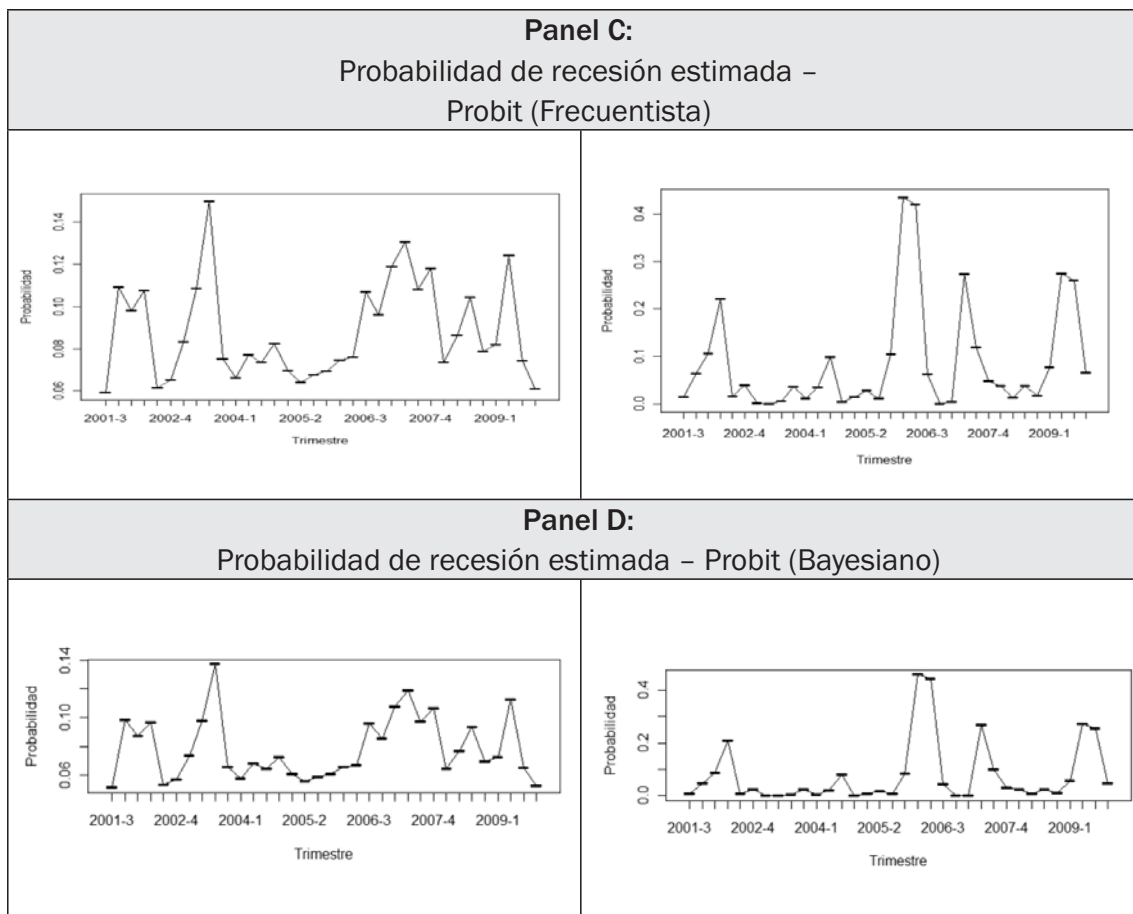 Panel C:
Probabilidad de recesión estimada –
Probit (Frecuentista)
Probabilidad
0.14
0.12
0.10
0.08
0.06
2001-3 2002-4 2004-1 2005-2 2006-3 2007-4 2009-1
Trimestre
Probabilidad
0.4
0.3
0.2
0.1
0.0
2001-3 2002-4 2004-1 2005-2 2006-3 2007-4 2009-1
Trimestre
Panel D:
Probabilidad de recesión estimada – Probit (Bayesiano)
Probabilidad
0.14
0.10
0.06
2001-3 2002-4 2004-1 2005-2 2006-3 2007-4 2009-1
Trimestre
Probabilidad
0.4
0.2
0.0
2001-3 2002-4 2004-1 2005-2 2006-3 2007-4 2009-1
Trimestre